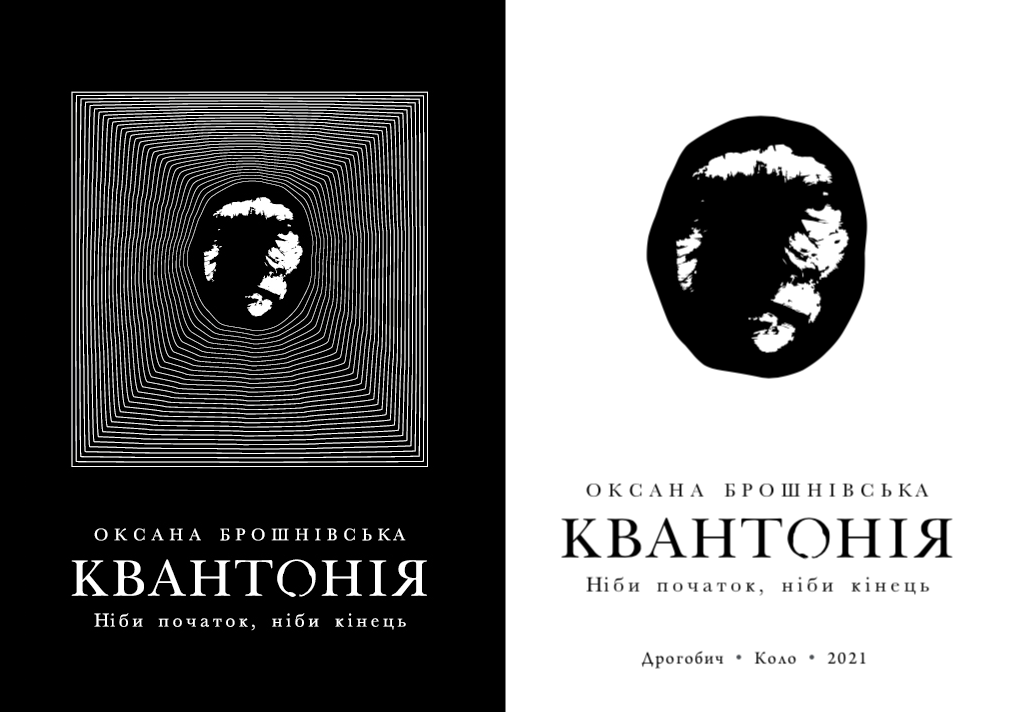 ОКСАНА БРОШНІВСЬКА
КВАНТОНІЯ
Ніби початок, ніби кінець
ОКСАНА БРОШНІВСЬКА
КВАНТОНІЯ
Ніби початок, ніби кінець
Дрогобич • Коло • 2021